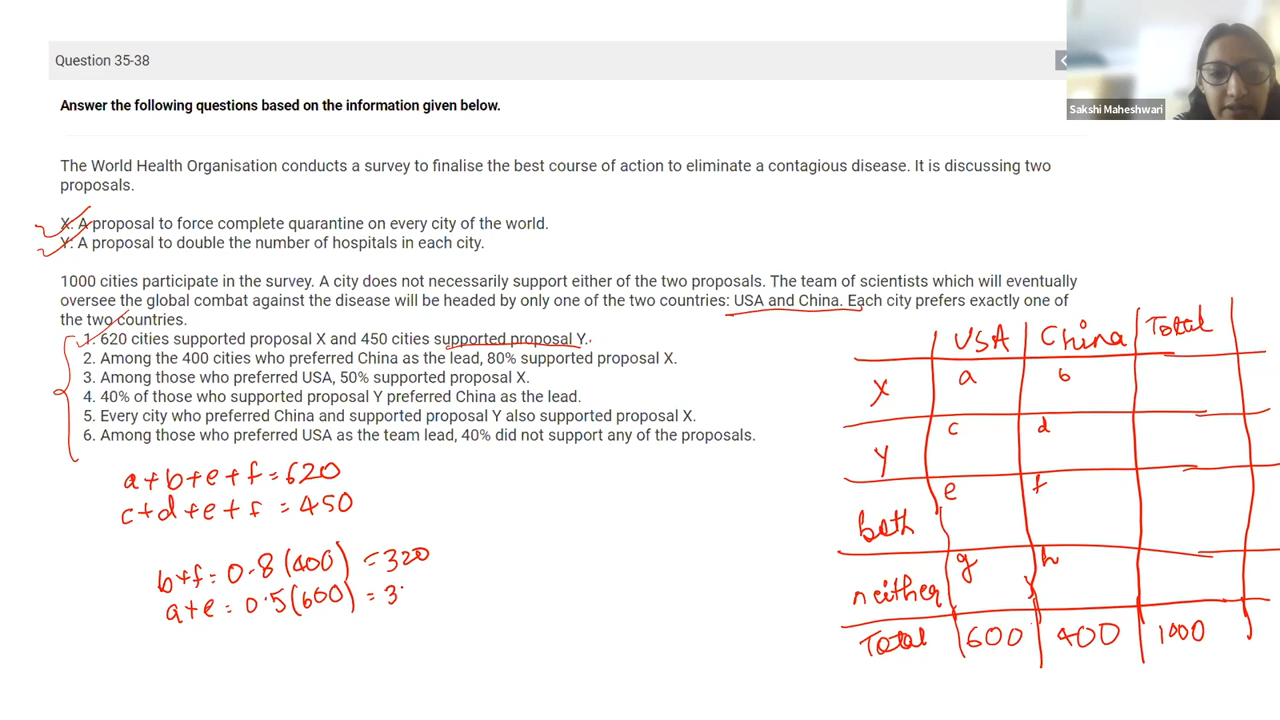 Question 35-38
Sakshi Maheshwari
Answer the following questions based on the information given below.
The World Health Organisation conducts a survey to finalise the best course of action to eliminate a contagious disease. It is discussing two
proposals.
X: A proposal to force complete quarantine on every city of the world.
Y: A proposal to double the number of hospitals in each city.
1000 cities participate in the survey. A city does not necessarily support either of the two proposals. The team of scientists which will eventually
oversee the global combat against the disease will be headed by only one of the two countries: USA and China. Each city prefers exactly one of
the two countries.
1. 620 cities supported proposal X and 450 cities supported proposal Y.
2. Among the 400 cities who preferred China as the lead, 80% supported proposal X.
3. Among those who preferred USA, 50% supported proposal X.
4. 40% of those who supported proposal Y preferred China as the lead.
5. Every city who preferred China and supported proposal Y also supported proposal X.
6. Among those who preferred USA as the team lead, 40% did not support any of the proposals.
a+b+e+f=620
c+d+e+f=450
b+f=0.8(400)=320
a+e=0.5(600)=3
USA China Total
X a b
Y c d
both e f
neither g h
Total 600 400 1000